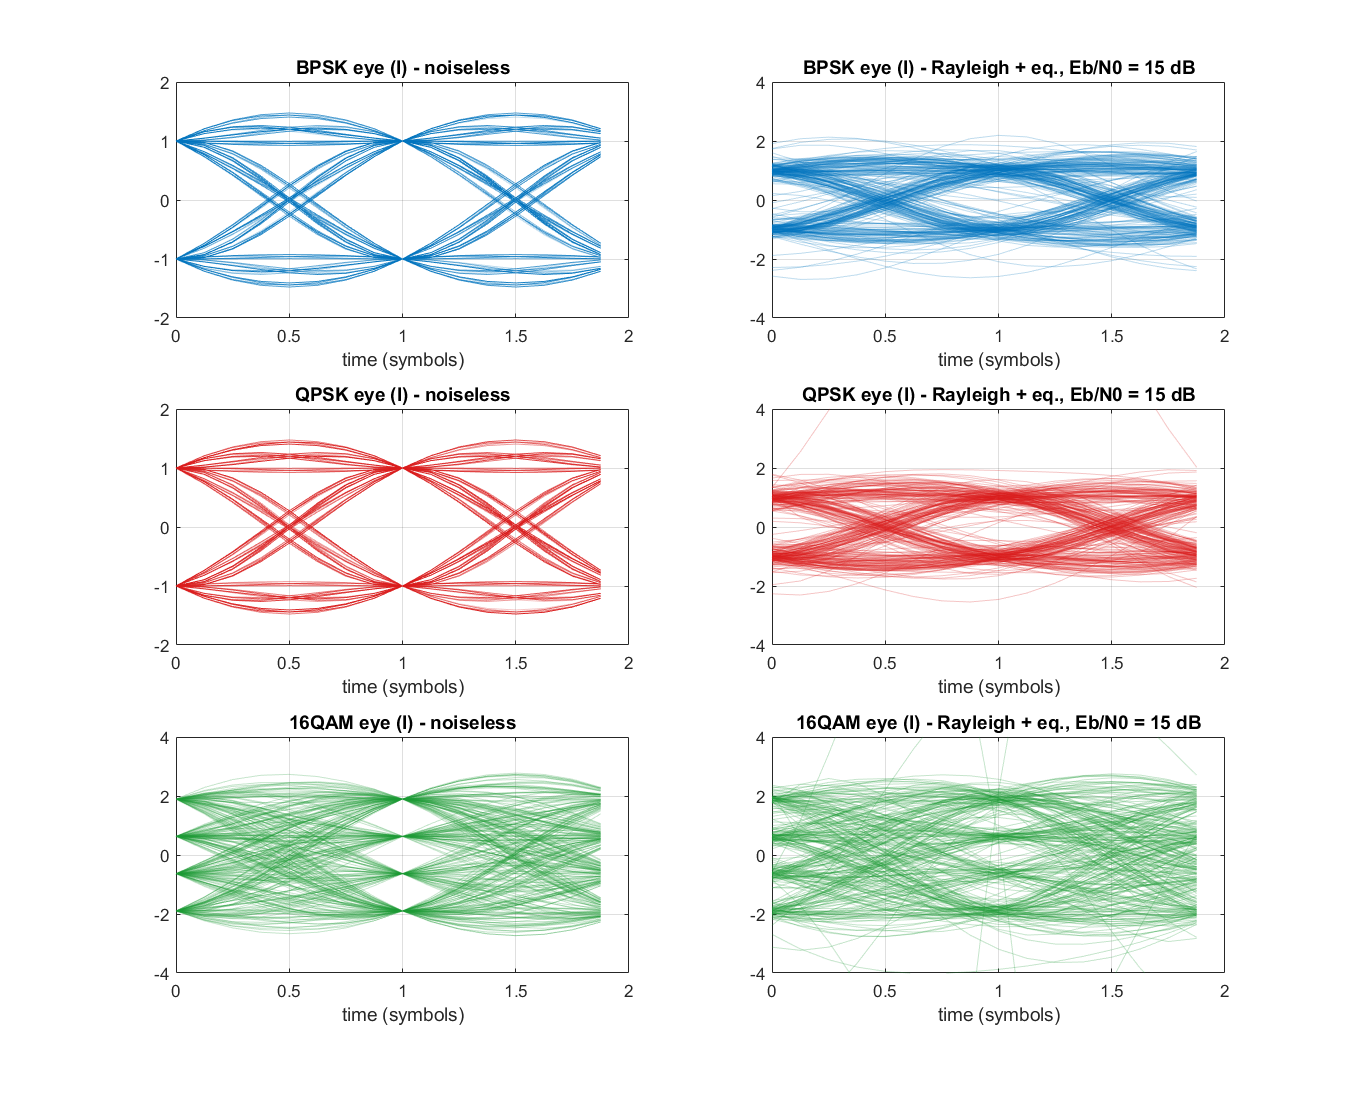 BPSK eye (I) - noiseless
2
1
0
-1
-2
0 0.5 1 1.5 2
time (symbols)
BPSK eye (I) - Rayleigh + eq., Eb/N0 = 15 dB
4
2
0
-2
-4
0 0.5 1 1.5 2
time (symbols)
QPSK eye (I) - noiseless
2
1
0
-1
-2
0 0.5 1 1.5 2
time (symbols)
QPSK eye (I) - Rayleigh + eq., Eb/N0 = 15 dB
4
2
0
-2
-4
0 0.5 1 1.5 2
time (symbols)
16QAM eye (I) - noiseless
4
2
0
-2
-4
0 0.5 1 1.5 2
time (symbols)
16QAM eye (I) - Rayleigh + eq., Eb/N0 = 15 dB
4
2
0
-2
-4
0 0.5 1 1.5 2
time (symbols)